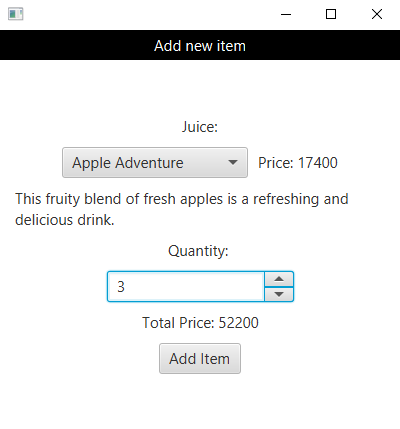 Add new item
Juice:
Apple Adventure
Price: 17400
This fruity blend of fresh apples is a refreshing and
delicious drink.
Quantity:
3
Total Price: 52200
Add Item